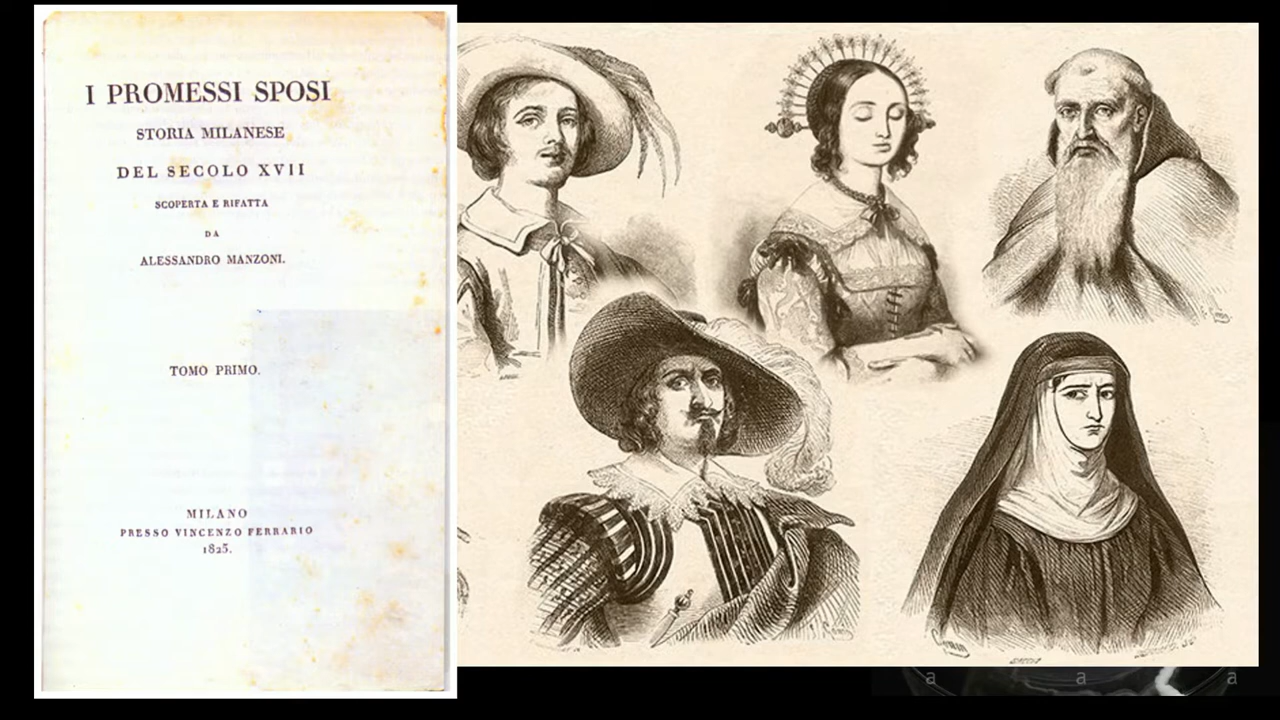 I PROMESSI SPOSI
STORIA MILANESE
DEL SECOLO XVII
SCOPERTA E RIFATTA
DA
ALESSANDRO MANZONI.
TOMO PRIMO.
MILANO
PRESSO VINCENZO FERRARIO
1825.
a a a